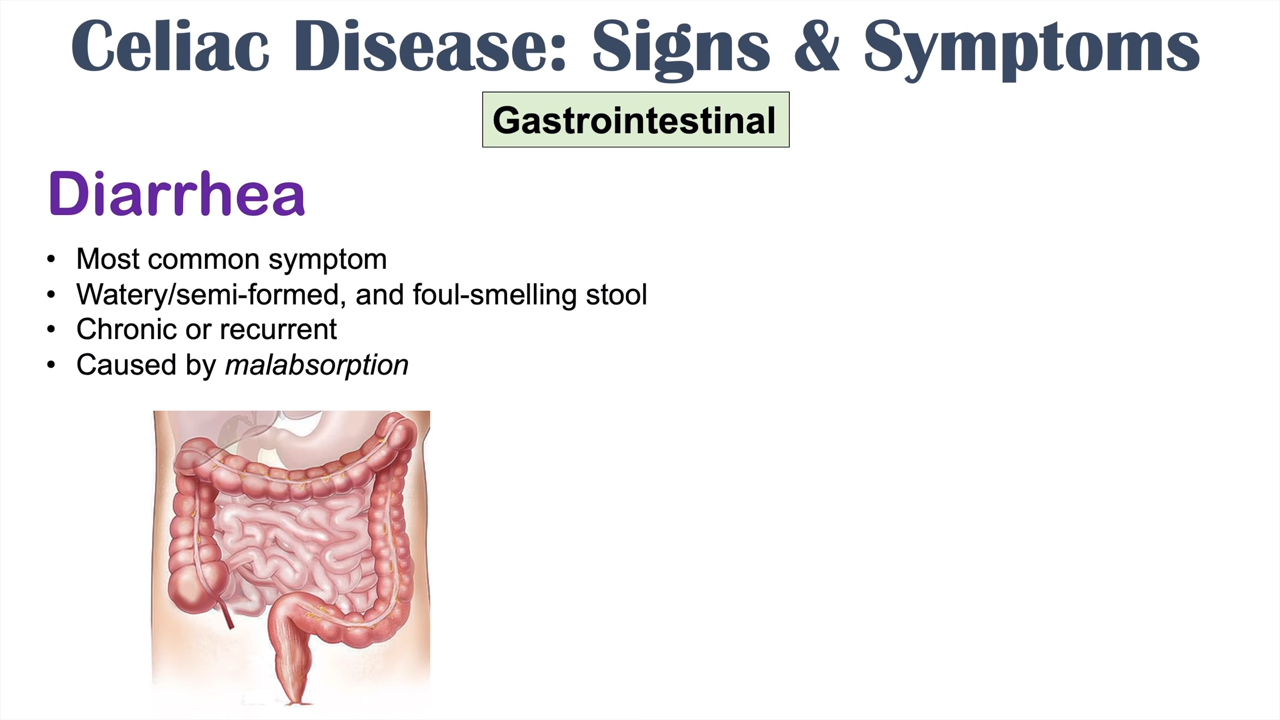 Celiac Disease: Signs & Symptoms
Gastrointestinal
Diarrhea
• Most common symptom
• Watery/semi-formed, and foul-smelling stool
• Chronic or recurrent
• Caused by malabsorption